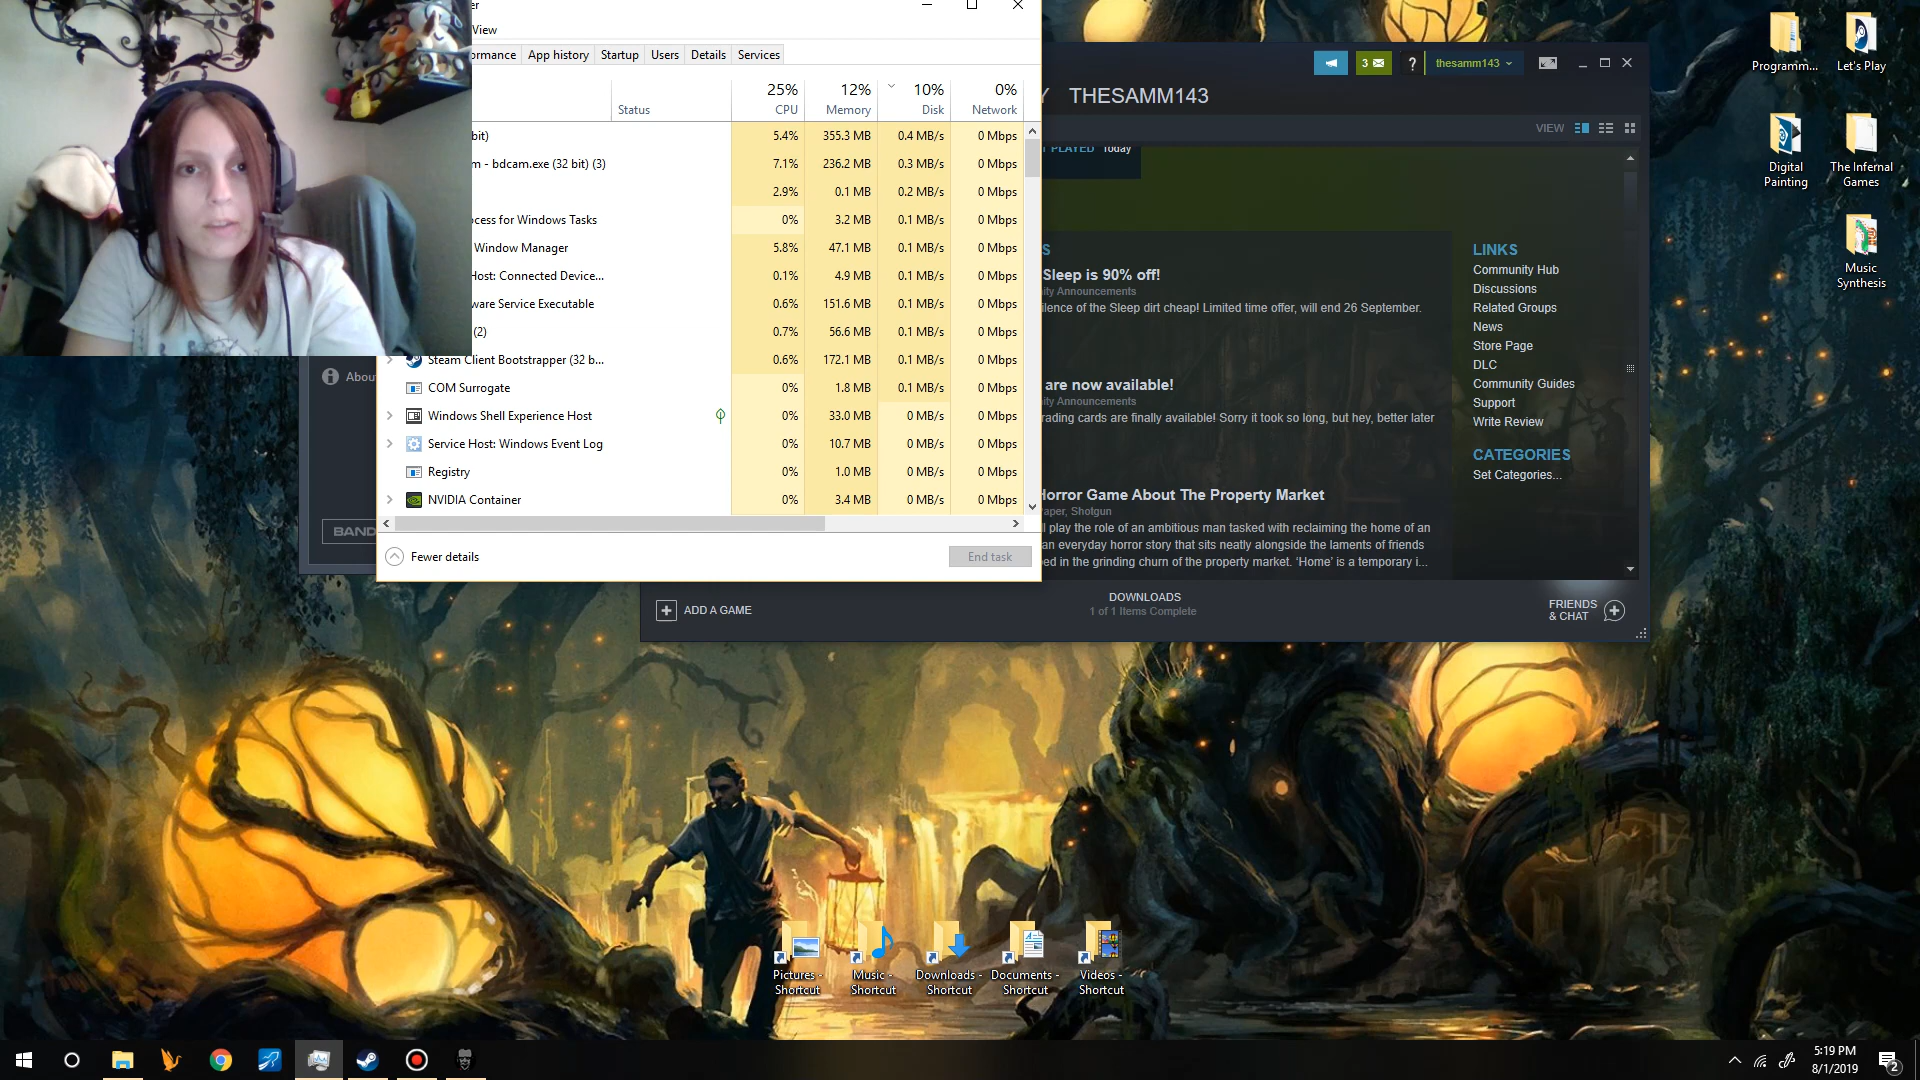 er
View
ormance
App history
Startup
Users
Details
Services
25%
12%
10%
0%
Status
CPU
Memory
Disk
Network
bit)
5.4%
355.3 MB
0.4 MB/s
0 Mbps
m - bdcam.exe (32 bit) (3)
7.1%
236.2 MB
0.3 MB/s
0 Mbps
2.9%
0.1 MB
0.2 MB/s
0 Mbps
ocess for Windows Tasks
0%
3.2 MB
0.1 MB/s
0 Mbps
Window Manager
5.8%
47.1 MB
0.1 MB/s
0 Mbps
Host: Connected Device...
0.1%
4.9 MB
0.1 MB/s
0 Mbps
ware Service Executable
0.6%
151.6 MB
0.1 MB/s
0 Mbps
(2)
0.7%
56.6 MB
0.1 MB/s
0 Mbps
Steam Client Bootstrapper (32 b...
0.6%
172.1 MB
0.1 MB/s
0 Mbps
COM Surrogate
0%
1.8 MB
0.1 MB/s
0 Mbps
Windows Shell Experience Host
0%
33.0 MB
0 MB/s
0 Mbps
Service Host: Windows Event Log
0%
10.7 MB
0 MB/s
0 Mbps
Registry
0%
1.0 MB
0 MB/s
0 Mbps
NVIDIA Container
0%
3.4 MB
0 MB/s
0 Mbps
Fewer details
End task
About
BAND
3
?
thesamm143
Y THESAMM143
VIEW
T PLAYED Today
S
Sleep is 90% off!
ity Announcements
ilence of the Sleep dirt cheap! Limited time offer, will end 26 September.
are now available!
ity Announcements
rading cards are finally available! Sorry it took so long, but hey, better later
Horror Game About The Property Market
aper, Shotgun
ll play the role of an ambitious man tasked with reclaiming the home of an
an everyday horror story that sits neatly alongside the laments of friends
ped in the grinding churn of the property market. 'Home' is a temporary i...
LINKS
Community Hub
Discussions
Related Groups
News
Store Page
DLC
Community Guides
Support
Write Review
CATEGORIES
Set Categories...
ADD A GAME
DOWNLOADS
1 of 1 Items Complete
FRIENDS
& CHAT
Programm...
Let's Play
Digital
Painting
The Infernal
Games
Music
Synthesis
Pictures -
Shortcut
Music -
Shortcut
Downloads -
Shortcut
Documents -
Shortcut
Videos -
Shortcut
5:19 PM
8/1/2019
2